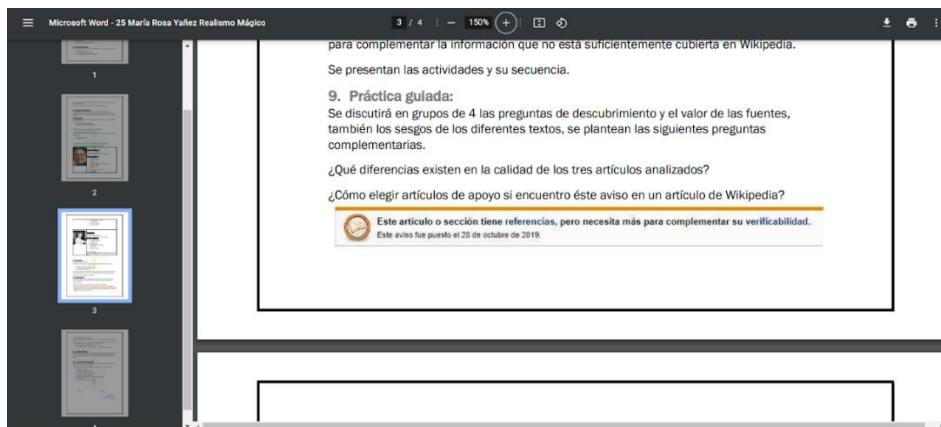 Microsoft Word - 25 María Rosa Yañez Realismo Mágico
3 / 4
150%
1
2
3
para complementar la información que no está suficientemente cubierta en Wikipedia.
Se presentan las actividades y su secuencia.
9. Práctica guiada:
Se discutirá en grupos de 4 las preguntas de descubrimiento y el valor de las fuentes,
también los sesgos de los diferentes textos, se plantean las siguientes preguntas
complementarias.
¿Qué diferencias existen en la calidad de los tres artículos analizados?
¿Cómo elegir artículos de apoyo si encuentro éste aviso en un artículo de Wikipedia?
Este artículo o sección tiene referencias, pero necesita más para complementar su verificabilidad.
Este aviso fue puesto el 28 de octubre de 2019.